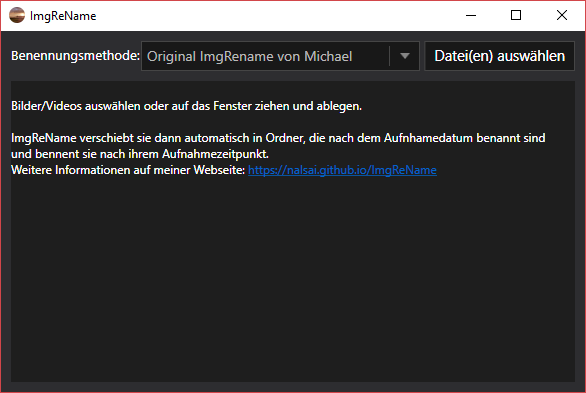 ImgReName
Benennungsmethode: Original ImgRename von Michael Datei(en) auswählen
Bilder/Videos auswählen oder auf das Fenster ziehen und ablegen.
ImgReName verschiebt sie dann automatisch in Ordner, die nach dem Aufnhamedatum benannt sind
und bennent sie nach ihrem Aufnahmezeitpunkt.
Weitere Informationen auf meiner Webseite: https://nalsai.github.io/ImgReName